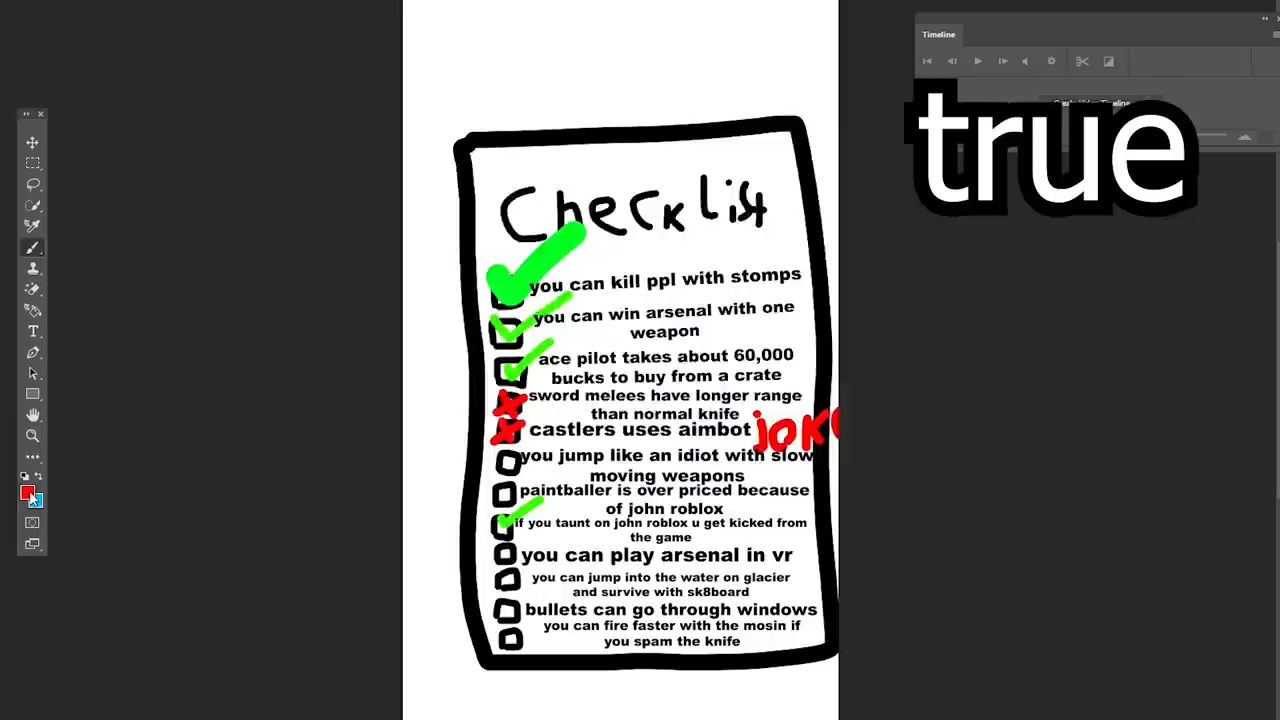 Timeline
true
Checklist
you can kill ppl with stomps
you can win arsenal with one
weapon
ace pilot takes about 60,000
bucks to buy from a crate
sword melees have longer range
than normal knife
castlers uses aimbot
joke
you jump like an idiot with slow
moving weapons
paintballer is over priced because
of john roblox
if you taunt on john roblox u get kicked from
the game
you can play arsenal in vr
you can jump into the water on glacier
and survive with sk8board
bullets can go through windows
you can fire faster with the mosin if
you spam the knife